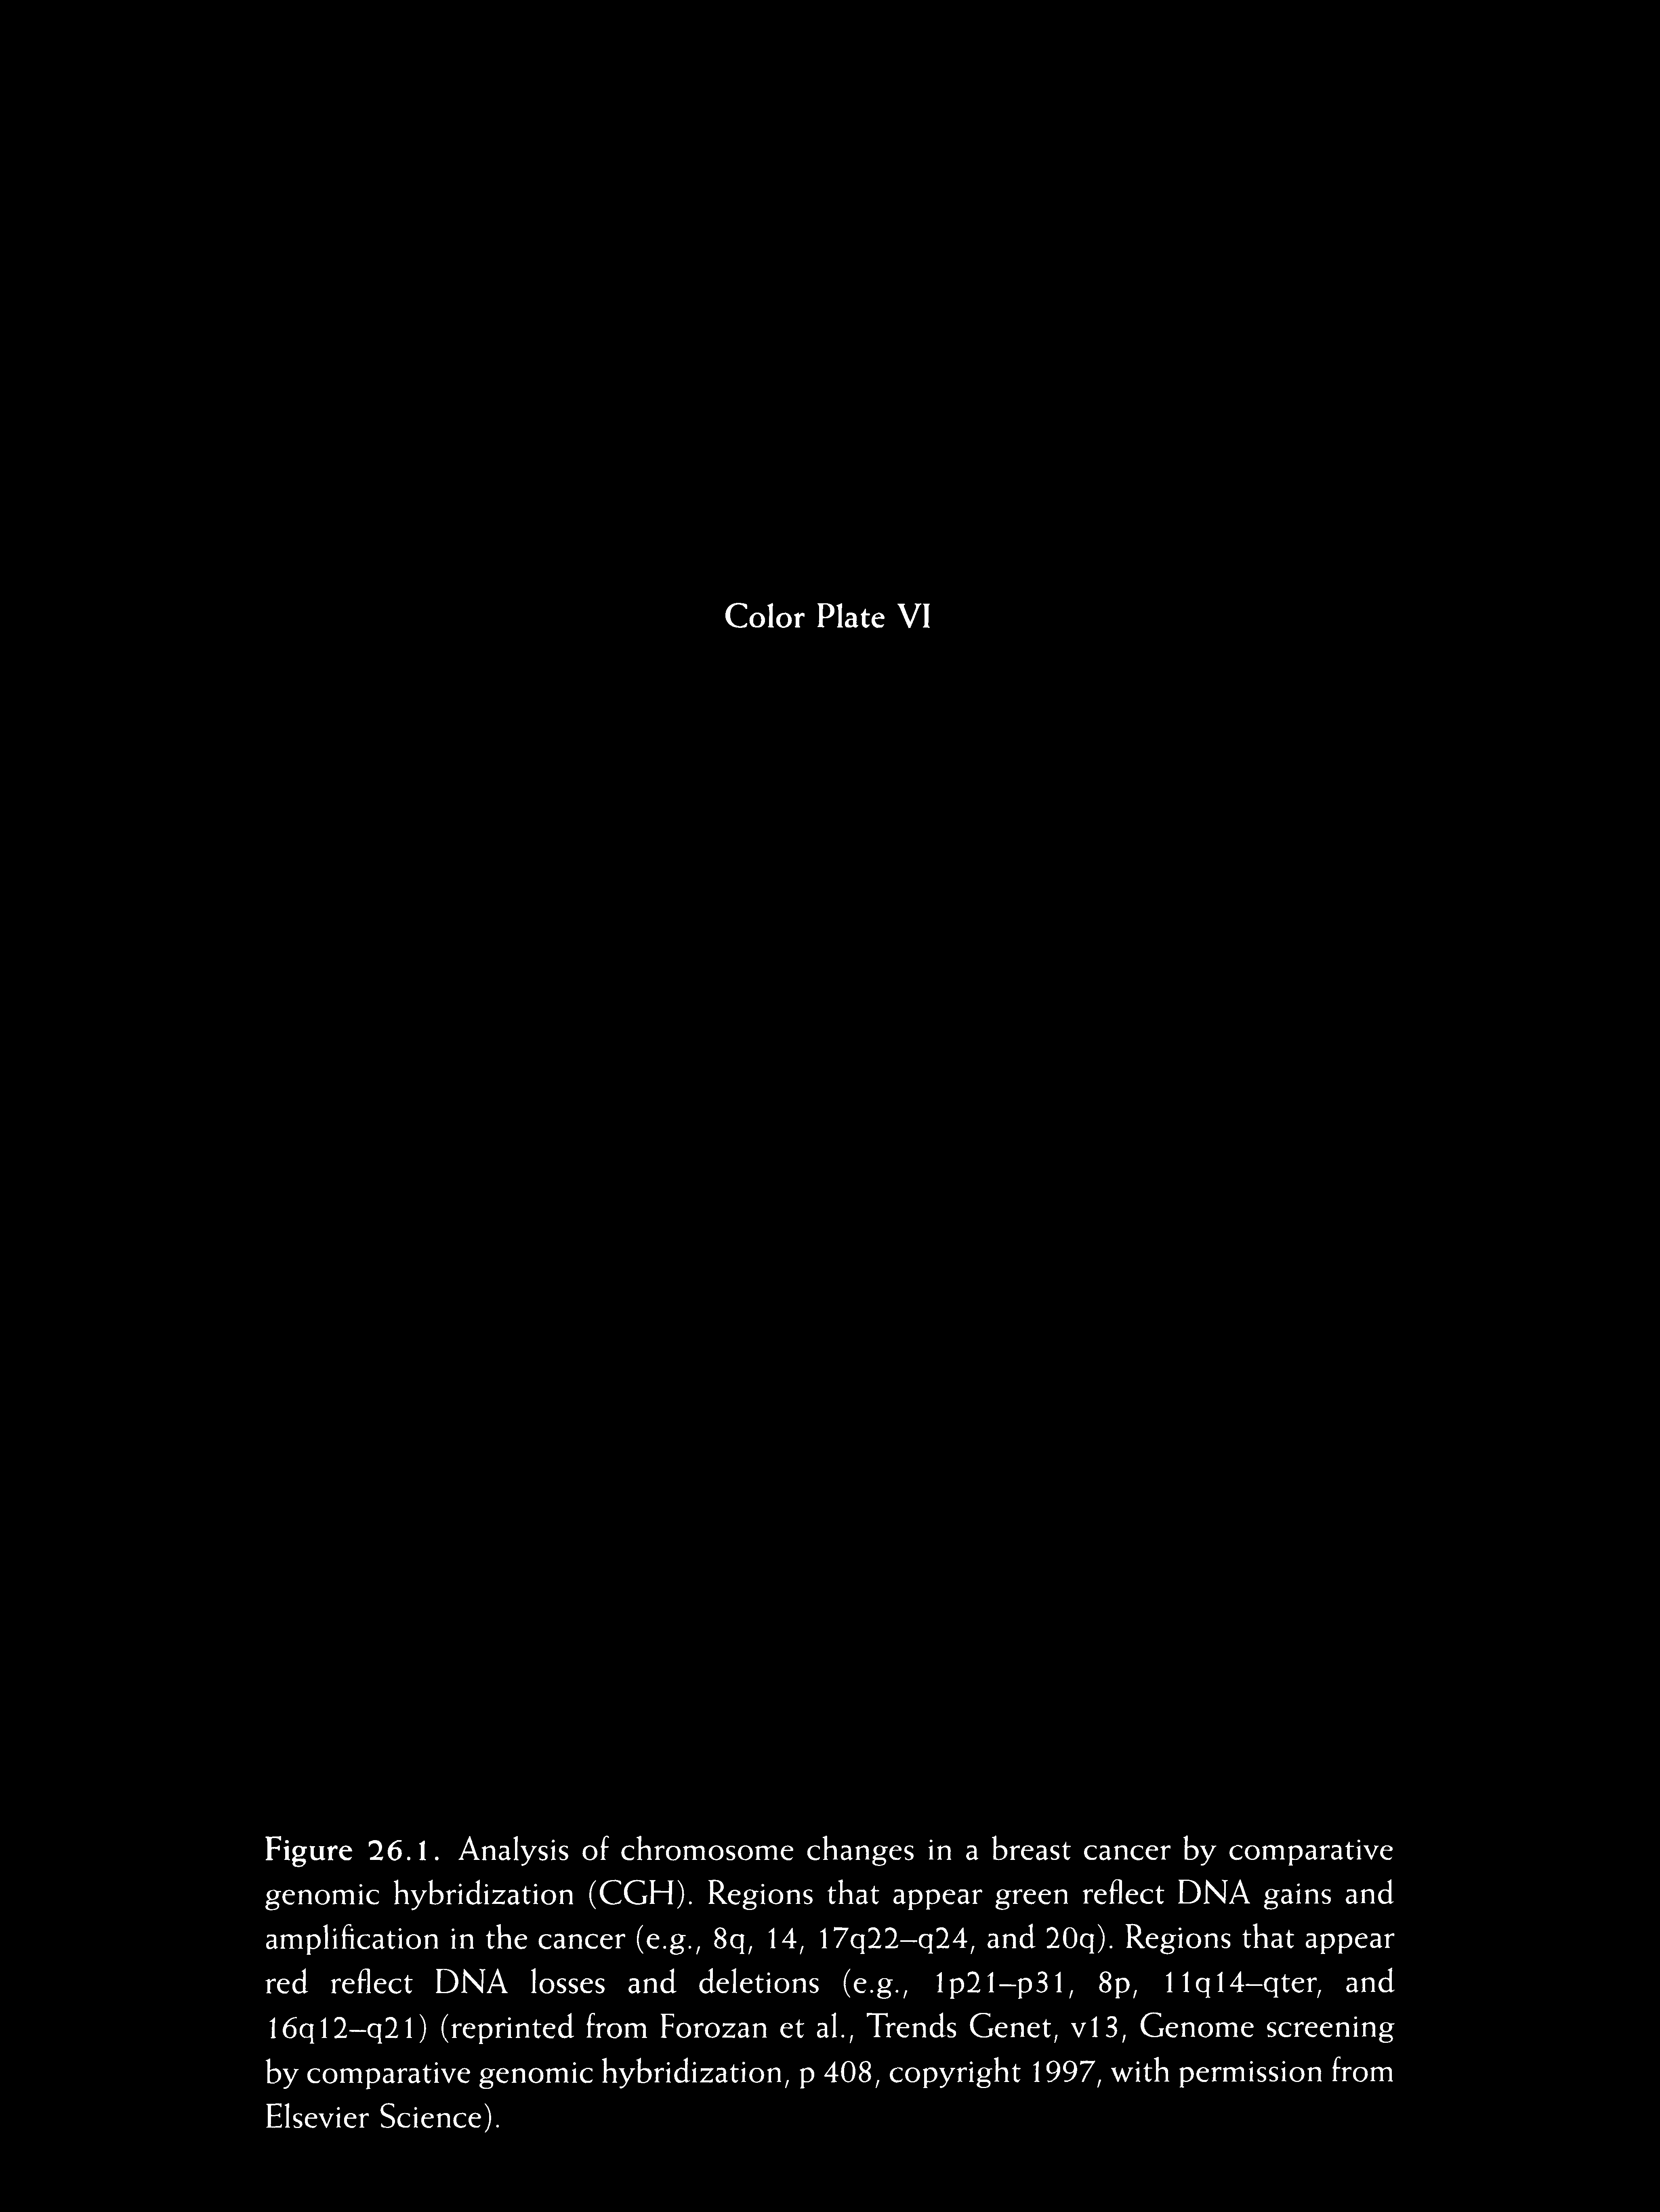 Color Plate VI
Figure 26.1. Analysis of chromosome changes in a breast cancer by comparative
genomic hybridization (CGH). Regions that appear green reflect DNA gains and
amplification in the cancer (e.g., 8q, 14, 17q22–q24, and 20q). Regions that appear
red reflect DNA losses and deletions (e.g., 1p21–p31, 8p, 11q14–qter, and
16q12–q21) (reprinted from Forozan et al., Trends Genet, v13, Genome screening
by comparative genomic hybridization, p 408, copyright 1997, with permission from
Elsevier Science).